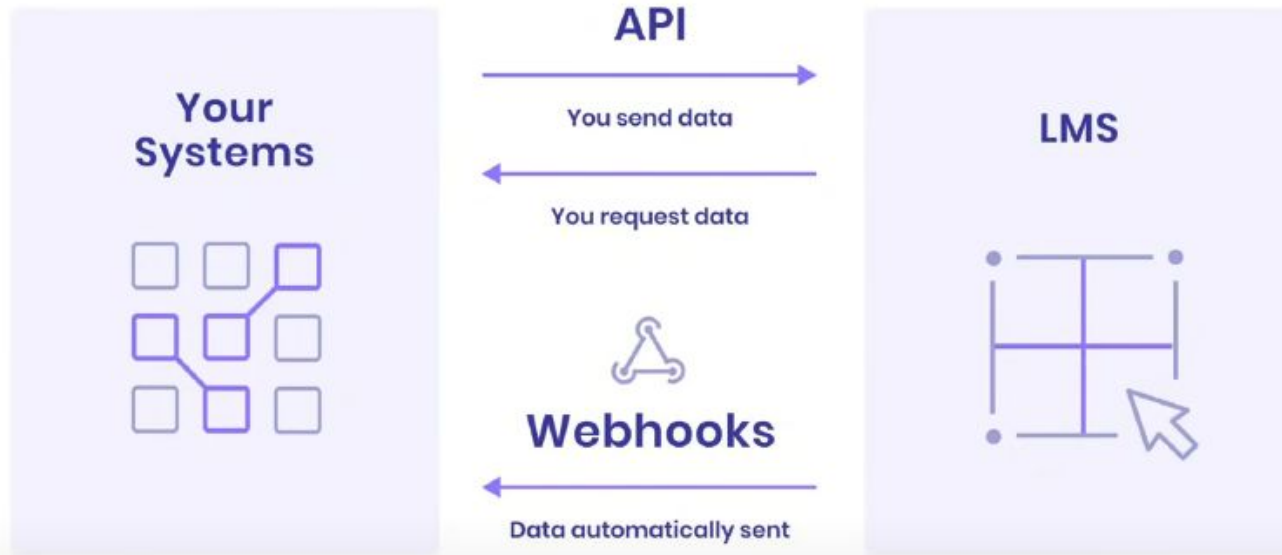 Your
Systems
API
You send data
You request data
Webhooks
Data automatically sent
LMS